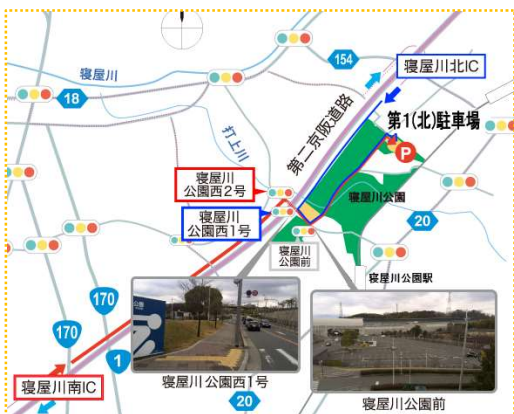 寝屋川
154
寝屋川北IC
18
打上川
第二京阪道路
第1(北)駐車場
P
寝屋川
公園西2号
寝屋川公園
寝屋川
公園西1号
20
寝屋川
公園前
寝屋川公園駅
170
170
1
寝屋川南IC
寝屋川公園西1号
20
寝屋川公園前